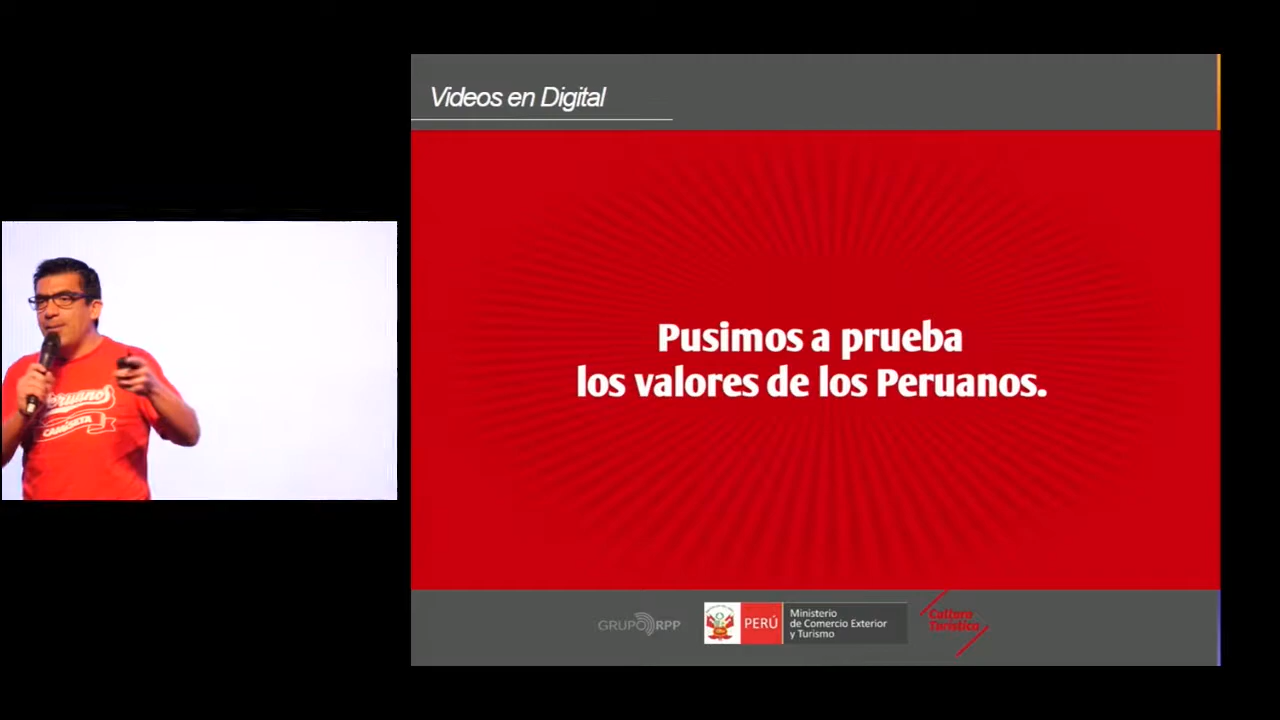 Videos en Digital
Pusimos a prueba
los valores de los Peruanos.
GRUPO RPP
PERÚ
Ministerio
de Comercio Exterior
y Turismo
Cultura
Turística
Peruanos
CAMISETA